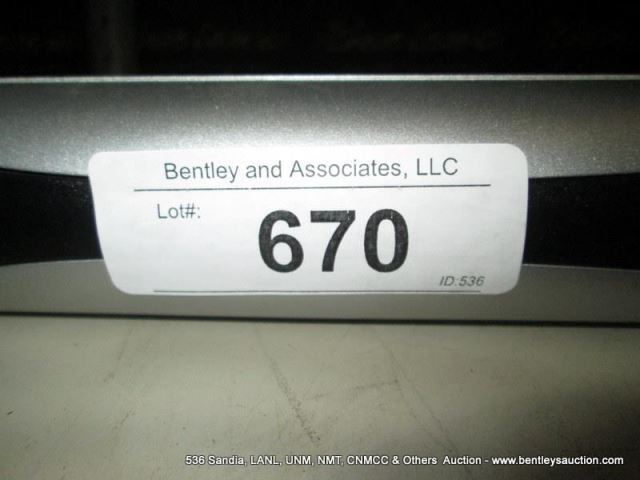 Bentley and Associates, LLC
Lot#:
670
ID:536
536 Sandia, LANL, UNM, NMT, CNMCC & Others Auction - www.bentleysauction.com